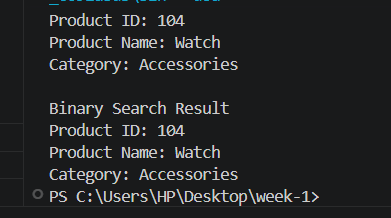 Product ID: 104
Product Name: Watch
Category: Accessories
Binary Search Result
Product ID: 104
Product Name: Watch
Category: Accessories
PS C:\Users\HP\Desktop\week-1>